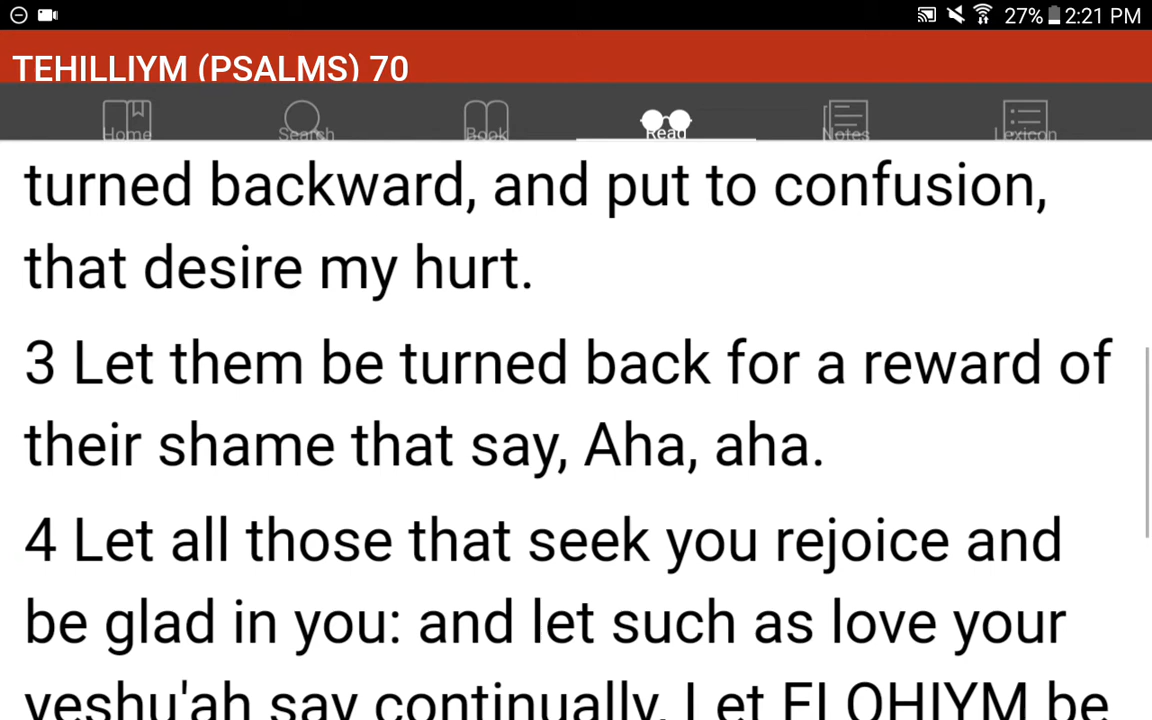 27% 2:21 PM
TEHILLIYM (PSALMS) 70
Home Search Book Read Notes Lexicon
turned backward, and put to confusion,
that desire my hurt.
3 Let them be turned back for a reward of
their shame that say, Aha, aha.
4 Let all those that seek you rejoice and
be glad in you: and let such as love your
yeshu'ah say continually, Let ELOHIYM be